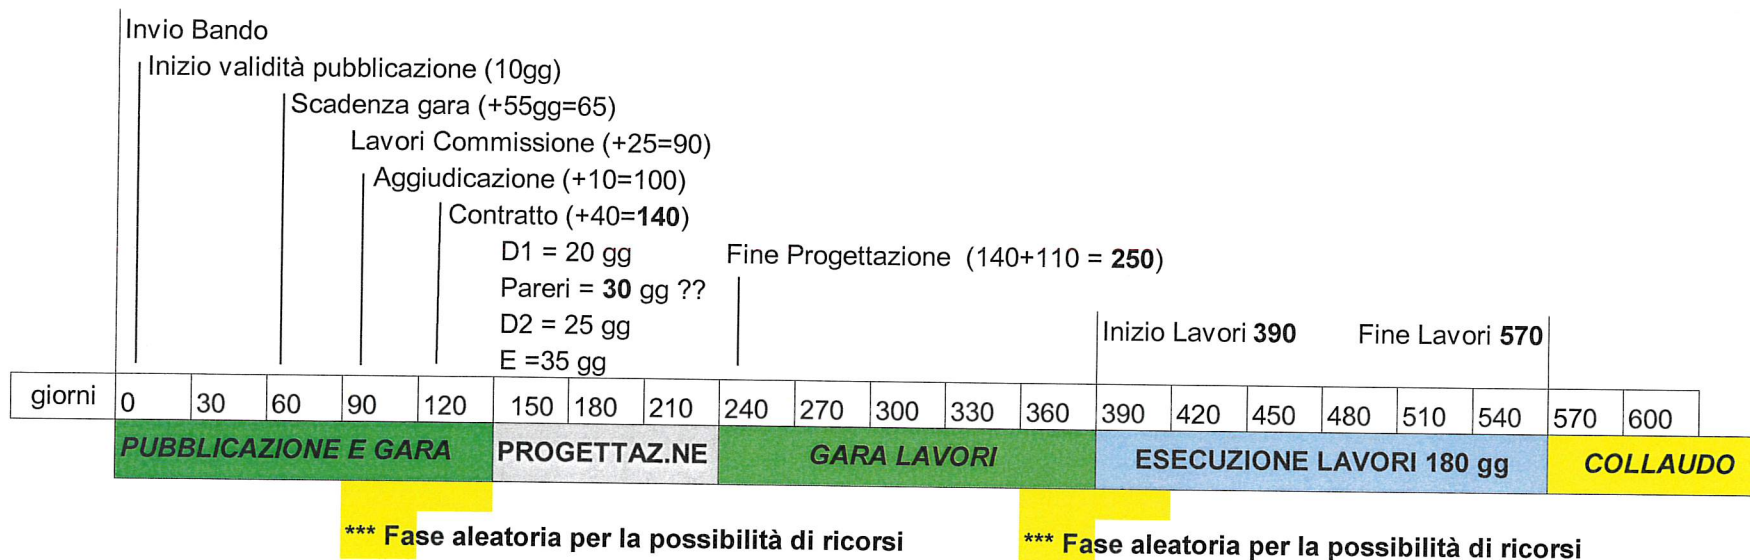 Invio Bando
Inizio validità pubblicazione (10gg)
Scadenza gara (+55gg=65)
Lavori Commissione (+25=90)
Aggiudicazione (+10=100)
Contratto (+40=140)
D1 = 20 gg
Fine Progettazione (140+110 = 250)
Pareri = 30 gg ??
D2 = 25 gg
Inizio Lavori 390 Fine Lavori 570
E =35 gg
giorni 0 30 60 90 120 150 180 210 240 270 300 330 360 390 420 450 480 510 540 570 600
PUBBLICAZIONE E GARA PROGETTAZ.NE GARA LAVORI ESECUZIONE LAVORI 180 gg COLLAUDO
*** Fase aleatoria per la possibilità di ricorsi *** Fase aleatoria per la possibilità di ricorsi